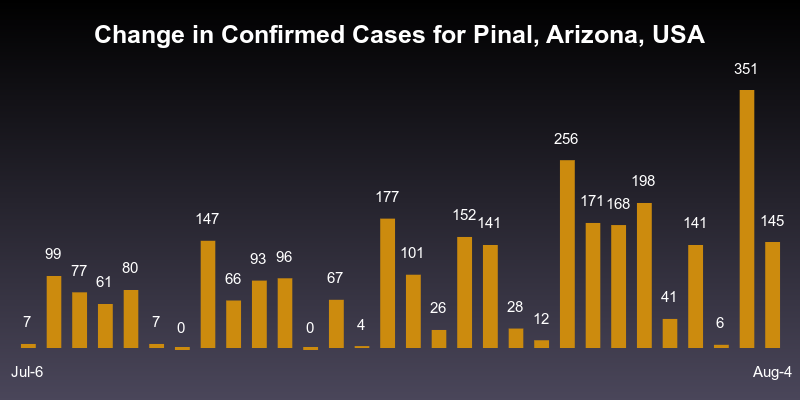 Change in Confirmed Cases for Pinal, Arizona, USA
7 99 77 61 80 7 0 147 66 93 96 0 67 4 177 101 26 152 141 28 12 256 171 168 198 41 141 6 351 145
Jul-6 Aug-4